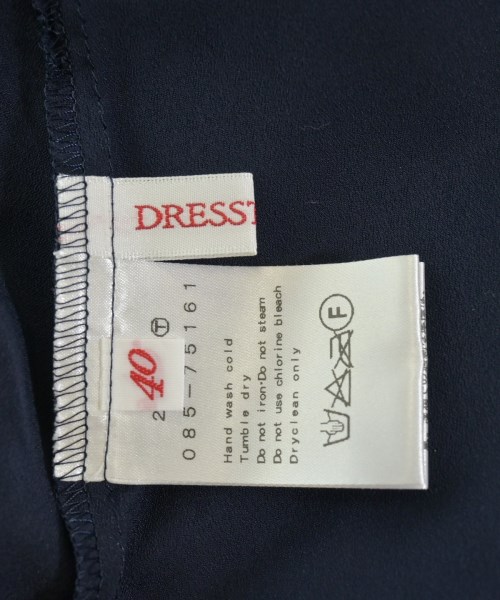 DRESST
40
2 T
085-75161
Hand wash cold
Tumble dry
Do not iron·Do not steam
Do not use chlorine bleach
Dryclean only
A F